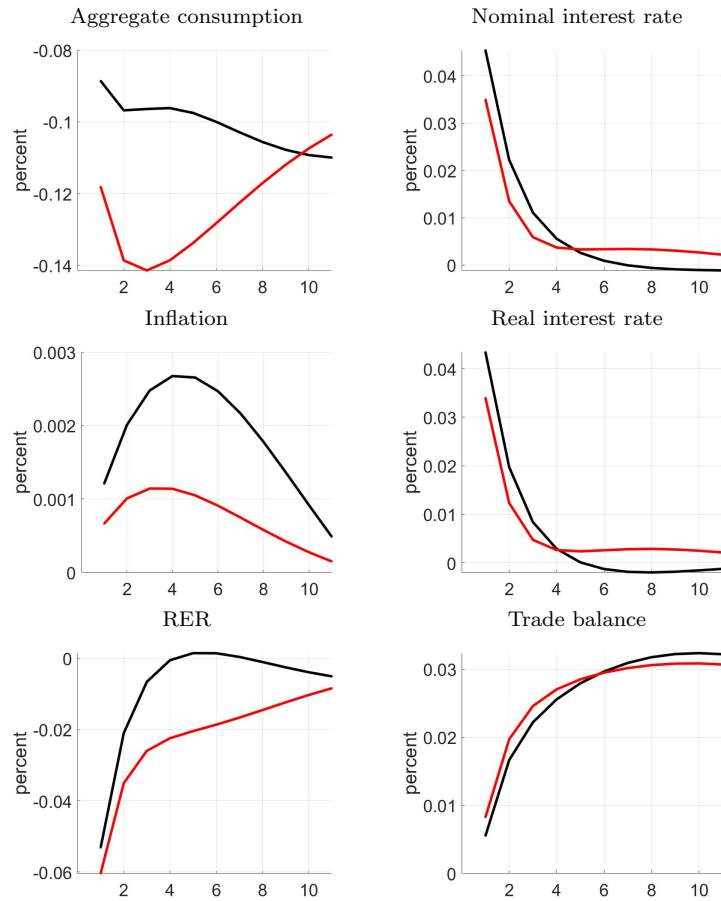 Aggregate consumption
-0.08
-0.1
-0.12
-0.14
percent
2 4 6 8 10
Nominal interest rate
0.04
0.03
0.02
0.01
0
percent
2 4 6 8 10
Inflation
0.003
0.002
0.001
0
percent
2 4 6 8 10
Real interest rate
0.04
0.03
0.02
0.01
0
percent
2 4 6 8 10
RER
0
-0.02
-0.04
-0.06
percent
2 4 6 8 10
Trade balance
0.03
0.02
0.01
0
percent
2 4 6 8 10